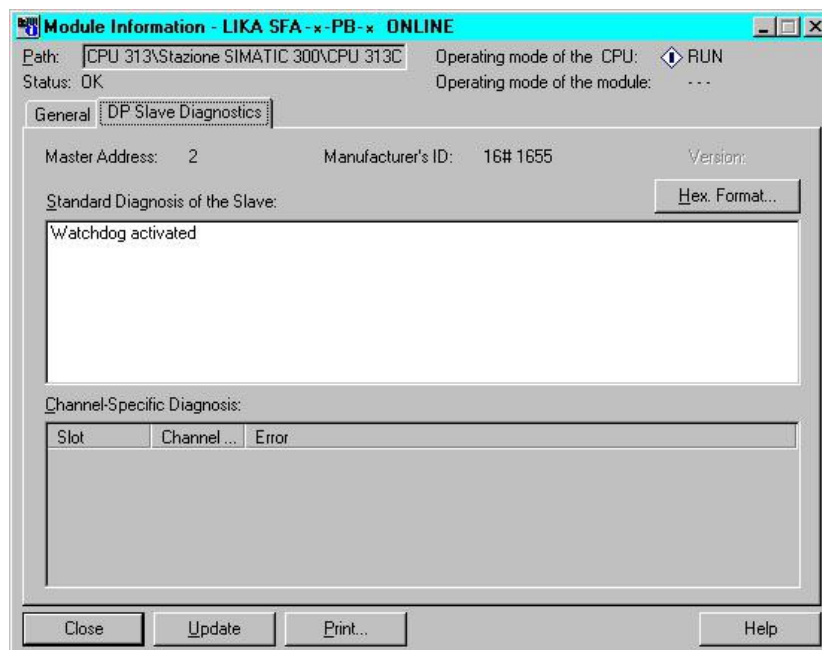 Module Information - LIKA SFA-×-PB-× ONLINE
Path: CPU 313\Stazione SIMATIC 300\CPU 313C Operating mode of the CPU: RUN
Status: OK Operating mode of the module: ---
General DP Slave Diagnostics
Master Address: 2 Manufacturer's ID: 16# 1655 Version:
Standard Diagnosis of the Slave: Hex. Format...
Watchdog activated
Channel-Specific Diagnosis:
Slot Channel ... Error
Close Update Print... Help